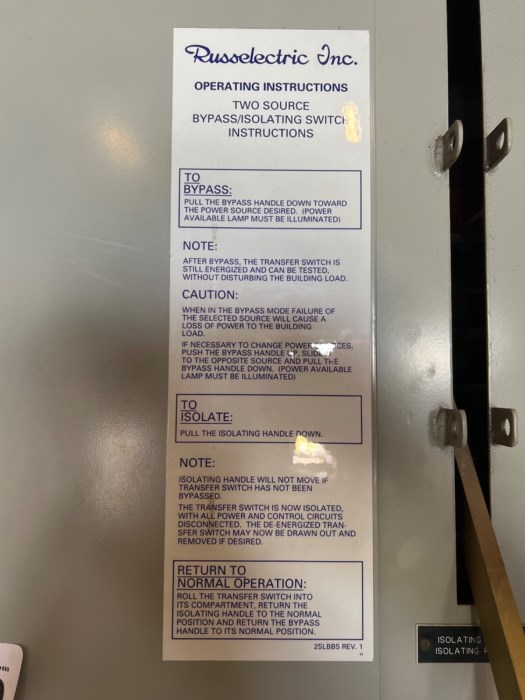 Russelectric Inc.
OPERATING INSTRUCTIONS
TWO SOURCE
BYPASS/ISOLATING SWITCH
INSTRUCTIONS
TO
BYPASS:
PULL THE BYPASS HANDLE DOWN TOWARD
THE POWER SOURCE DESIRED. (POWER
AVAILABLE LAMP MUST BE ILLUMINATED)
NOTE:
AFTER BYPASS, THE TRANSFER SWITCH IS
STILL ENERGIZED AND CAN BE TESTED,
WITHOUT DISTURBING THE BUILDING LOAD.
CAUTION:
WHEN IN THE BYPASS MODE FAILURE OF
THE SELECTED SOURCE WILL CAUSE A
LOSS OF POWER TO THE BUILDING
LOAD.
IF NECESSARY TO CHANGE POWER
PUSH THE BYPASS HANDLE UP,
TO THE OPPOSITE SOURCE AND PULL THE
BYPASS HANDLE DOWN. (POWER AVAILABLE
LAMP MUST BE ILLUMINATED)
TO
ISOLATE:
PULL THE ISOLATING HANDLE DOWN.
NOTE:
ISOLATING HANDLE WILL NOT MOVE IF
TRANSFER SWITCH HAS NOT BEEN
BYPASSED.
THE TRANSFER SWITCH IS NOW ISOLATED,
WITH ALL POWER AND CONTROL CIRCUITS
DISCONNECTED. THE DE-ENERGIZED TRAN-
SFER SWITCH MAY NOW BE DRAWN OUT AND
REMOVED IF DESIRED.
RETURN TO
NORMAL OPERATION:
ROLL THE TRANSFER SWITCH INTO
ITS COMPARTMENT, RETURN THE
ISOLATING HANDLE TO THE NORMAL
POSITION AND RETURN THE BYPASS
HANDLE TO ITS NORMAL POSITION.
2SLBBS REV. 1
ISOLATING
ISOLATING